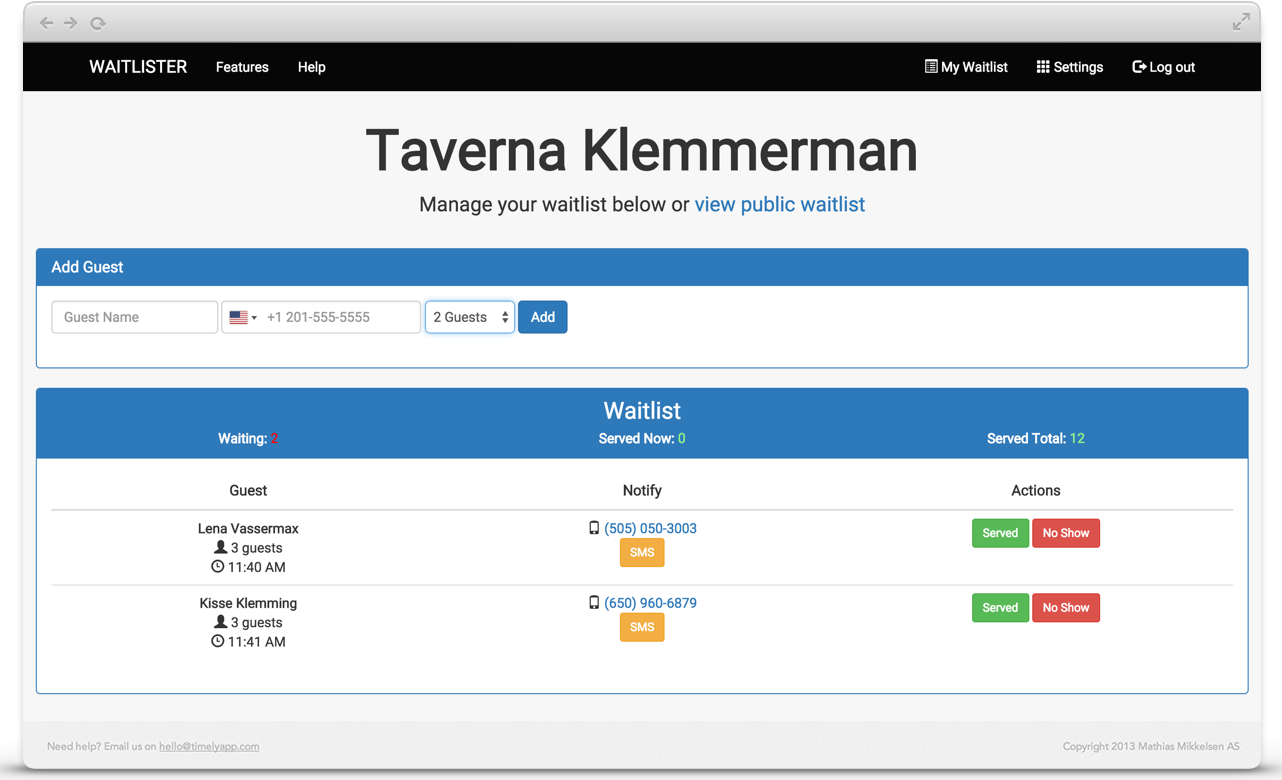 WAITLISTER Features Help My Waitlist Settings Log out
Taverna Klemmerman
Manage your waitlist below or view public waitlist
Add Guest
Guest Name +1 201-555-5555 2 Guests Add
Waitlist
Waiting: 2 Served Now: 0 Served Total: 12
Guest Notify Actions
Lena Vassermax (505) 050-3003 Served No Show
3 guests SMS
11:40 AM
Kisse Klemming (650) 960-6879 Served No Show
3 guests SMS
11:41 AM
Need help? Email us on hello@timelyapp.com Copyright 2013 Mathias Mikkelsen AS